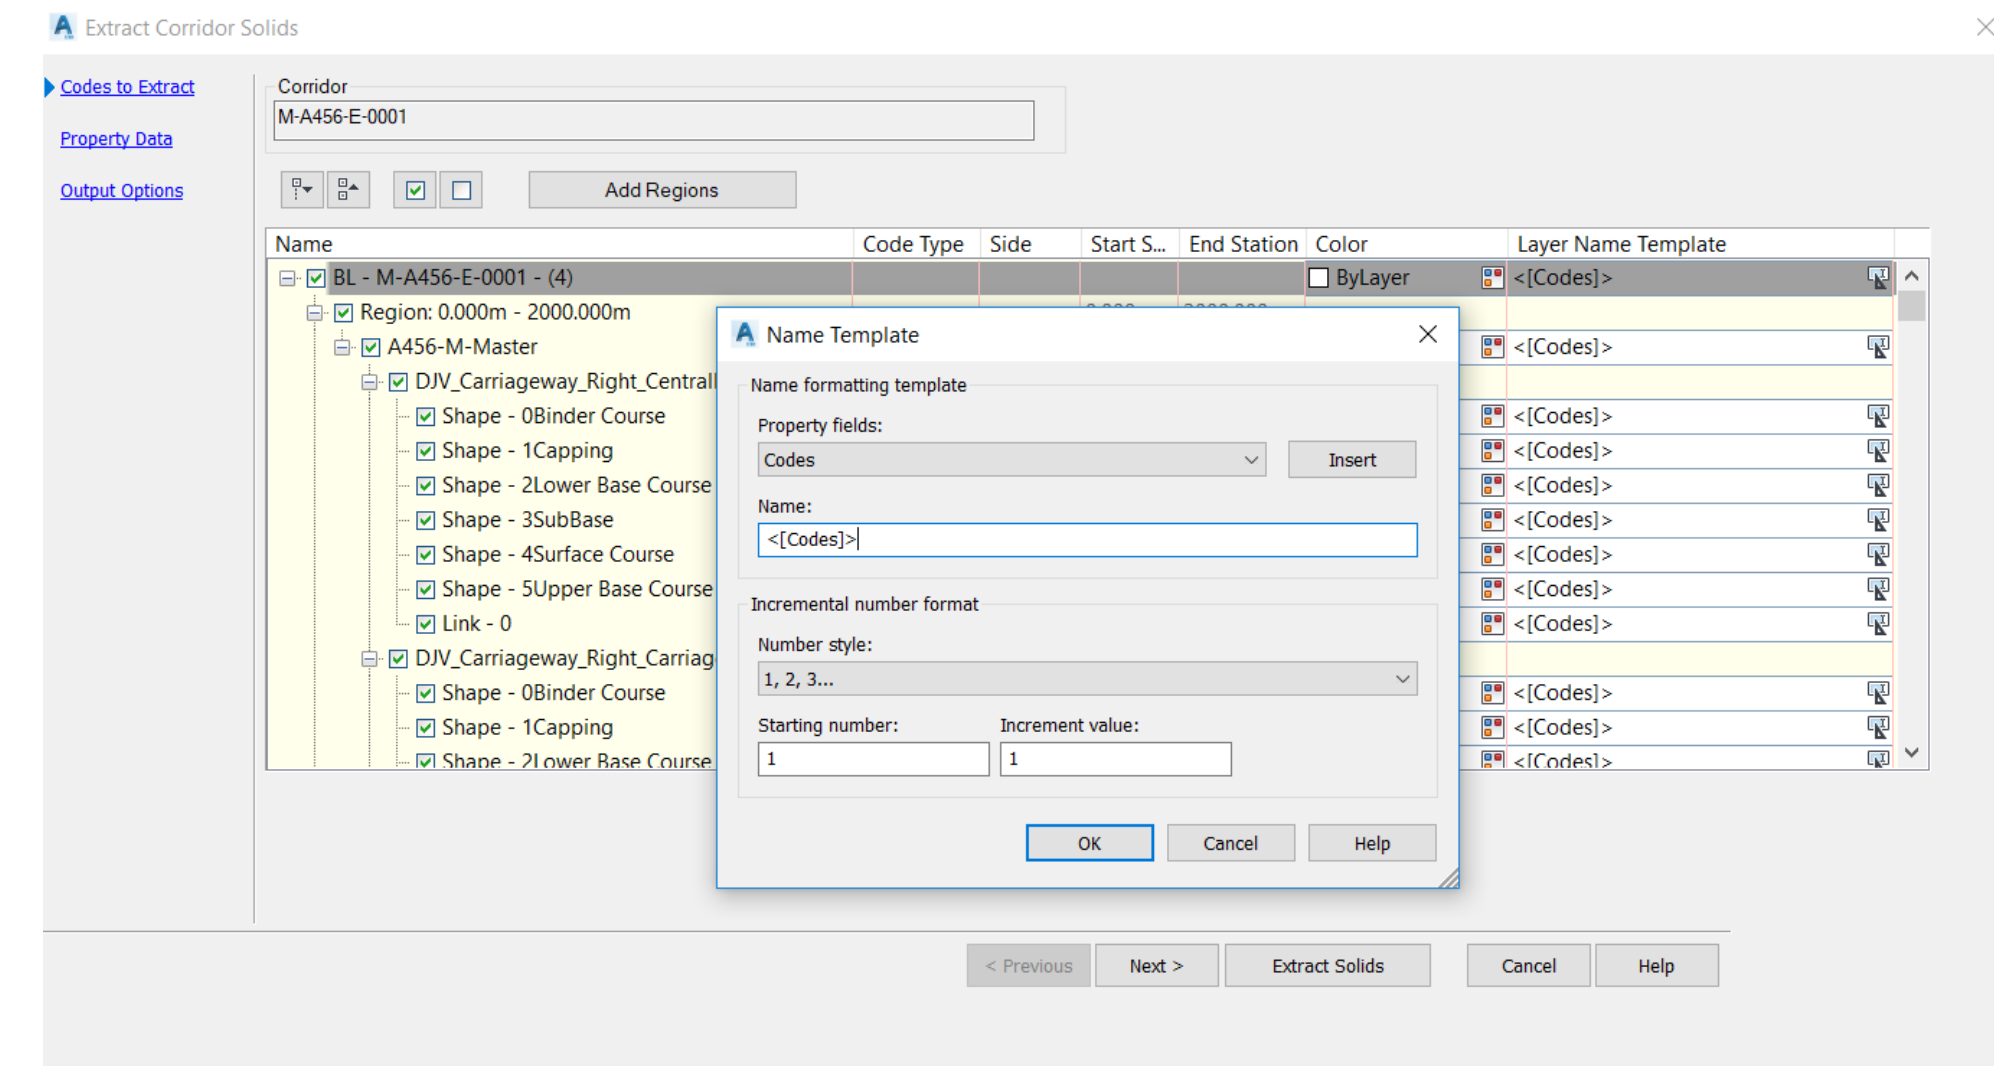 Extract Corridor Solids
Codes to Extract
Property Data
Output Options
Corridor
M-A456-E-0001
Add Regions
Name Code Type Side Start S... End Station Color Layer Name Template
BL - M-A456-E-0001 - (4) ByLayer <[Codes]>
Region: 0.000m - 2000.000m
A456-M-Master <[Codes]>
DJV_Carriageway_Right_Central
Shape - 0Binder Course <[Codes]>
Shape - 1Capping <[Codes]>
Shape - 2Lower Base Course <[Codes]>
Shape - 3SubBase <[Codes]>
Shape - 4Surface Course <[Codes]>
Shape - 5Upper Base Course <[Codes]>
Link - 0 <[Codes]>
DJV_Carriageway_Right_Carriag
Shape - 0Binder Course <[Codes]>
Shape - 1Capping <[Codes]>
Shape - 2Lower Base Course <[Codes]>
Name Template
Name formatting template
Property fields:
Codes Insert
Name:
<[Codes]>
Incremental number format
Number style:
1, 2, 3...
Starting number: Increment value:
1 1
OK Cancel Help
< Previous Next > Extract Solids Cancel Help